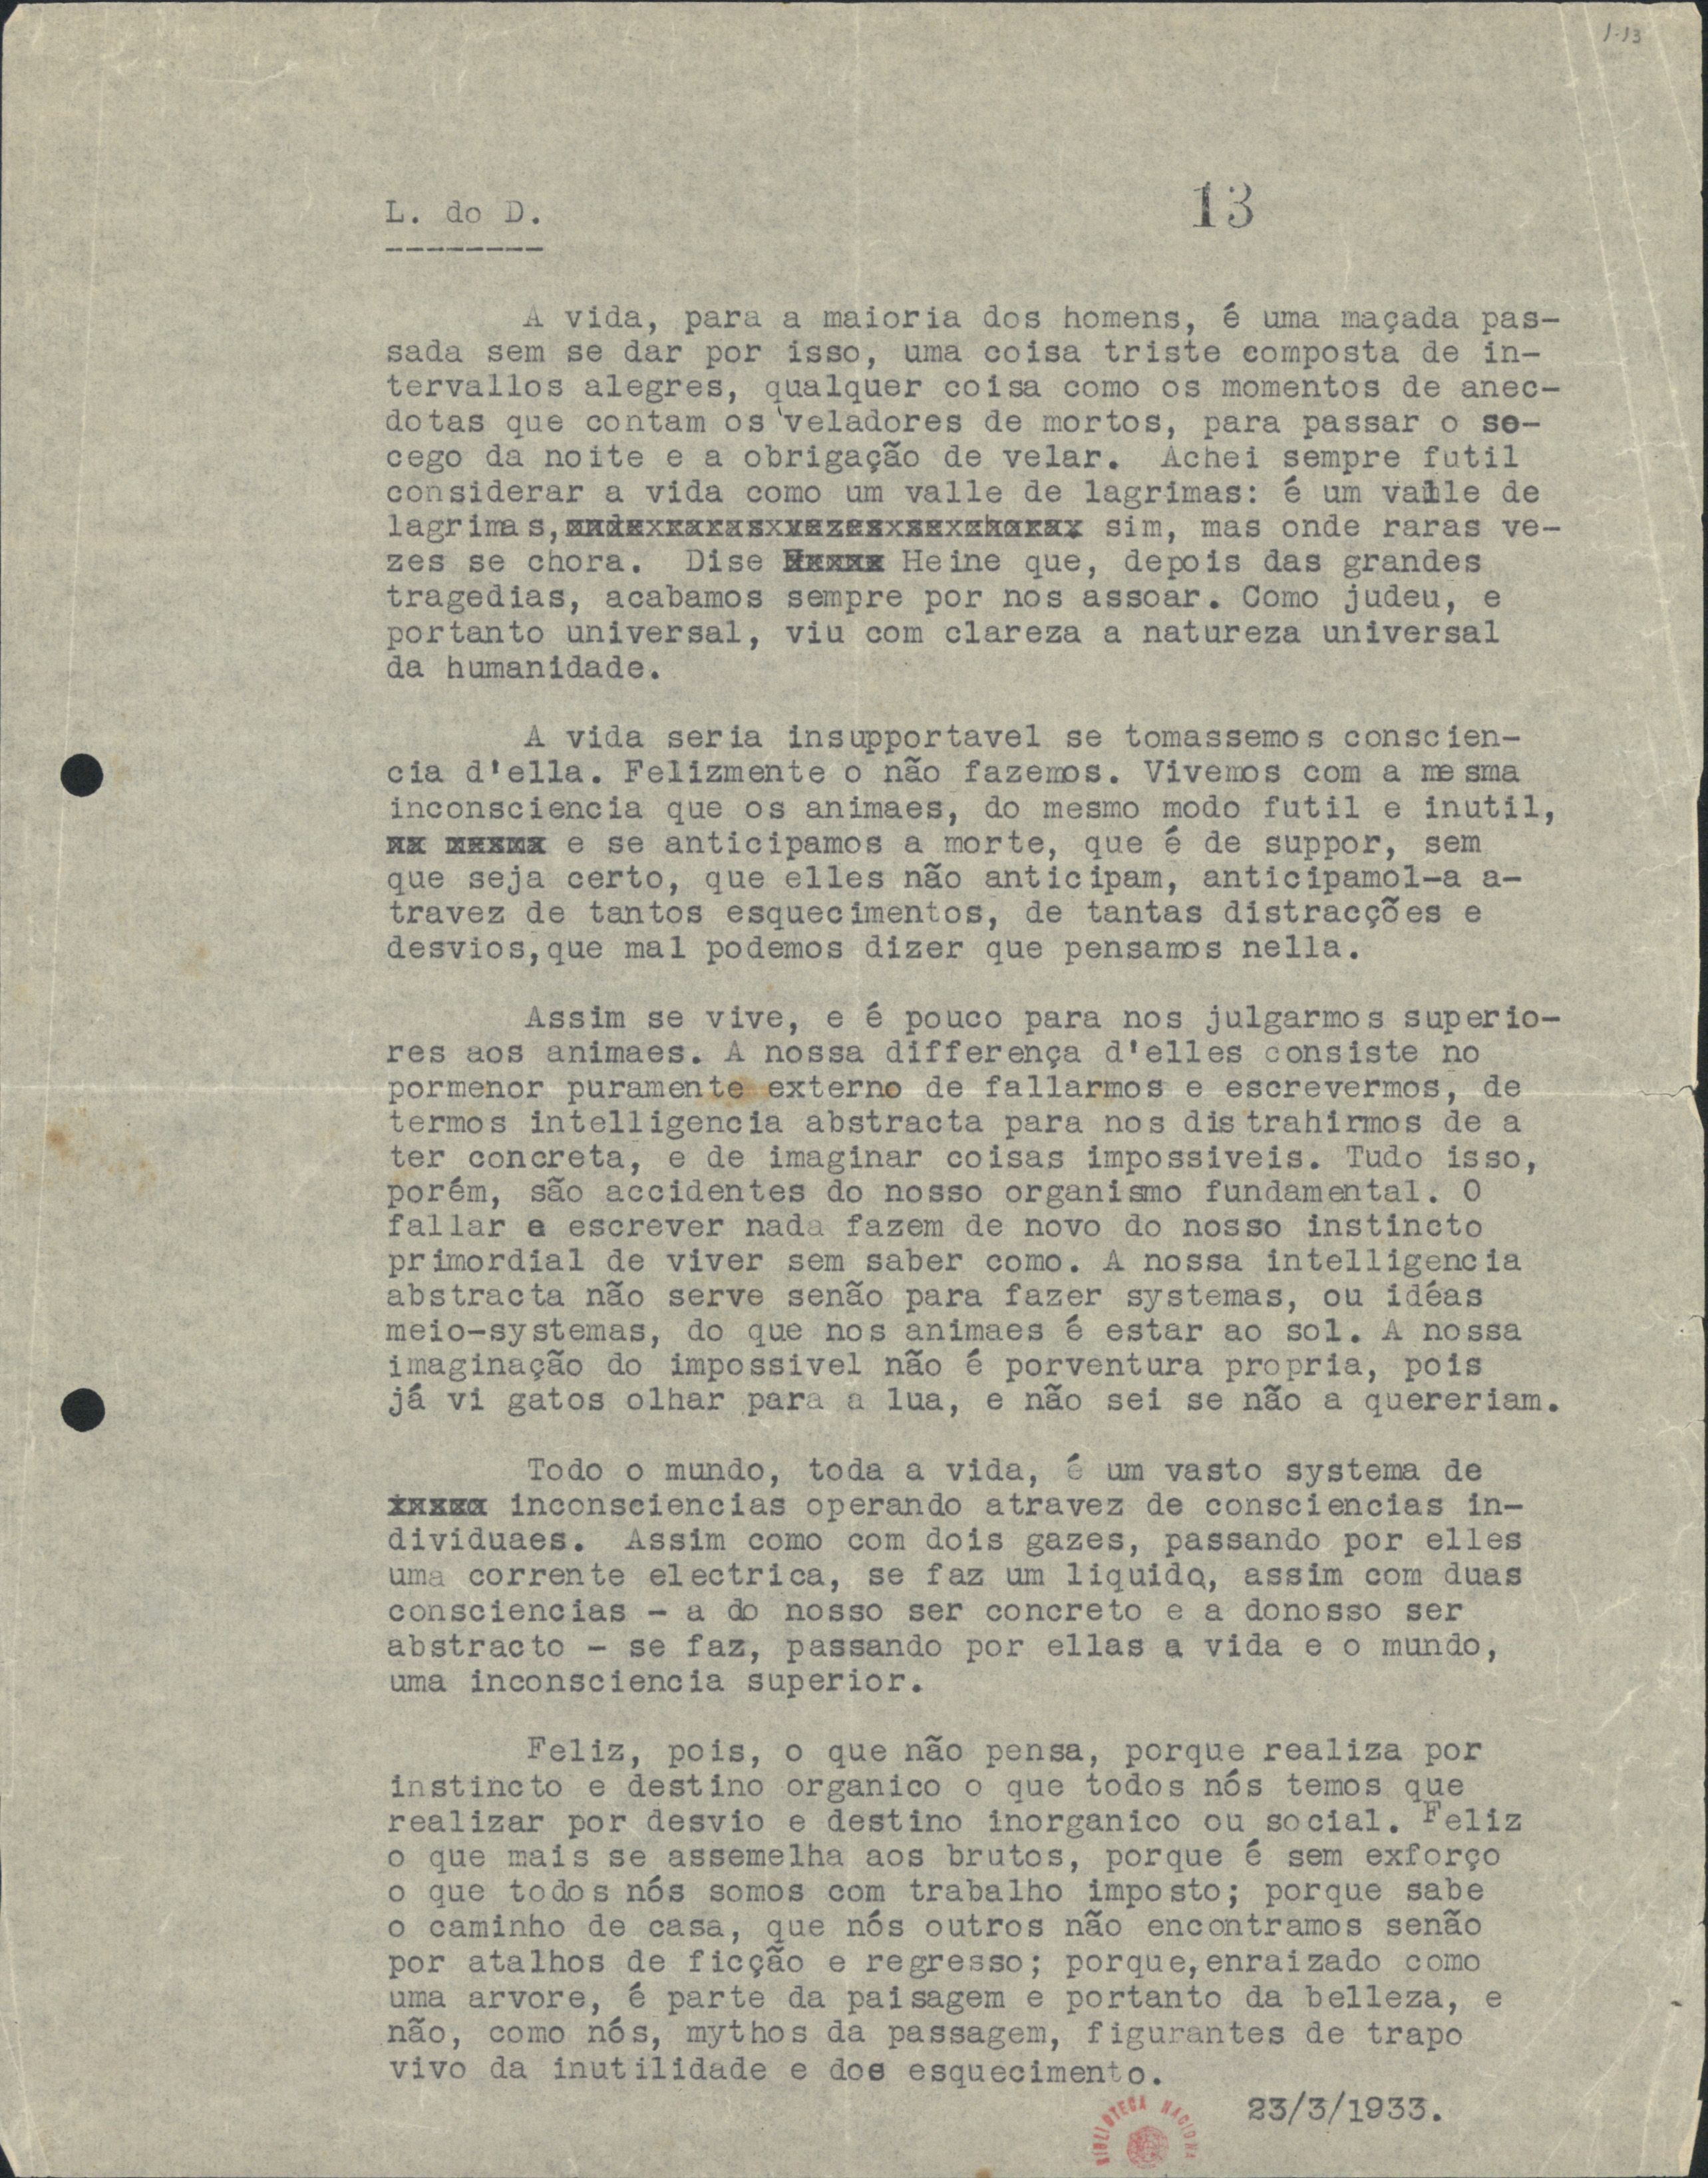 1-13
L. do D.
13
A vida, para a maioria dos homens, é uma maçada pas-
sada sem se dar por isso, uma coisa triste composta de in-
tervallos alegres, qualquer coisa como os momentos de anec-
dotas que contam os veladores de mortos, para passar o so-
cego da noite e a obrigação de velar. Achei sempre futil
considerar a vida como um valle de lagrimas: é um valle de
lagrimas, sim, mas onde raras ve-
zes se chora. Dise Heine que, depois das grandes
tragedias, acabamos sempre por nos assoar. Como judeu, e
portanto universal, viu com clareza a natureza universal
da humanidade.
A vida seria insupportavel se tomassemos conscien-
cia d'ella. Felizmente o não fazemos. Vivemos com a mesma
inconsciencia que os animaes, do mesmo modo futil e inutil,
e se anticipamos a morte, que é de suppor, sem
que seja certo, que elles não anticipam, anticipamol-a a-
travez de tantos esquecimentos, de tantas distracções e
desvios,que mal podemos dizer que pensamos nella.
Assim se vive, e é pouco para nos julgarmos superio-
res aos animaes. A nossa differença d'elles consiste no
pormenor puramente externo de fallarmos e escrevermos, de
termos intelligencia abstracta para nos distrahirmos de a
ter concreta, e de imaginar coisas impossiveis. Tudo isso,
porém, são accidentes do nosso organismo fundamental. O
fallar e escrever nada fazem de novo do nosso instincto
primordial de viver sem saber como. A nossa intelligencia
abstracta não serve senão para fazer systemas, ou idéas
meio-systemas, do que nos animaes é estar ao sol. A nossa
imaginação do impossivel não é porventura propria, pois
já vi gatos olhar para a lua, e não sei se não a quereriam.
Todo o mundo, toda a vida, é um vasto systema de
inconsciencias operando atravez de consciencias in-
dividuaes. Assim como com dois gazes, passando por elles
uma corrente electrica, se faz um liquido, assim com duas
consciencias - a do nosso ser concreto e a donosso ser
abstracto - se faz, passando por ellas a vida e o mundo,
uma inconsciencia superior.
Feliz, pois, o que não pensa, porque realiza por
instincto e destino organico o que todos nós temos que
realizar por desvio e destino inorganico ou social. Feliz
o que mais se assemelha aos brutos, porque é sem exforço
o que todos nós somos com trabalho imposto; porque sabe
o caminho de casa, que nós outros não encontramos senão
por atalhos de ficção e regresso; porque,enraizado como
uma arvore, é parte da paisagem e portanto da belleza, e
não, como nós, mythos da passagem, figurantes de trapo
vivo da inutilidade e dos esquecimento.
23/3/1933.
BIBLIOTECA NACIONAL